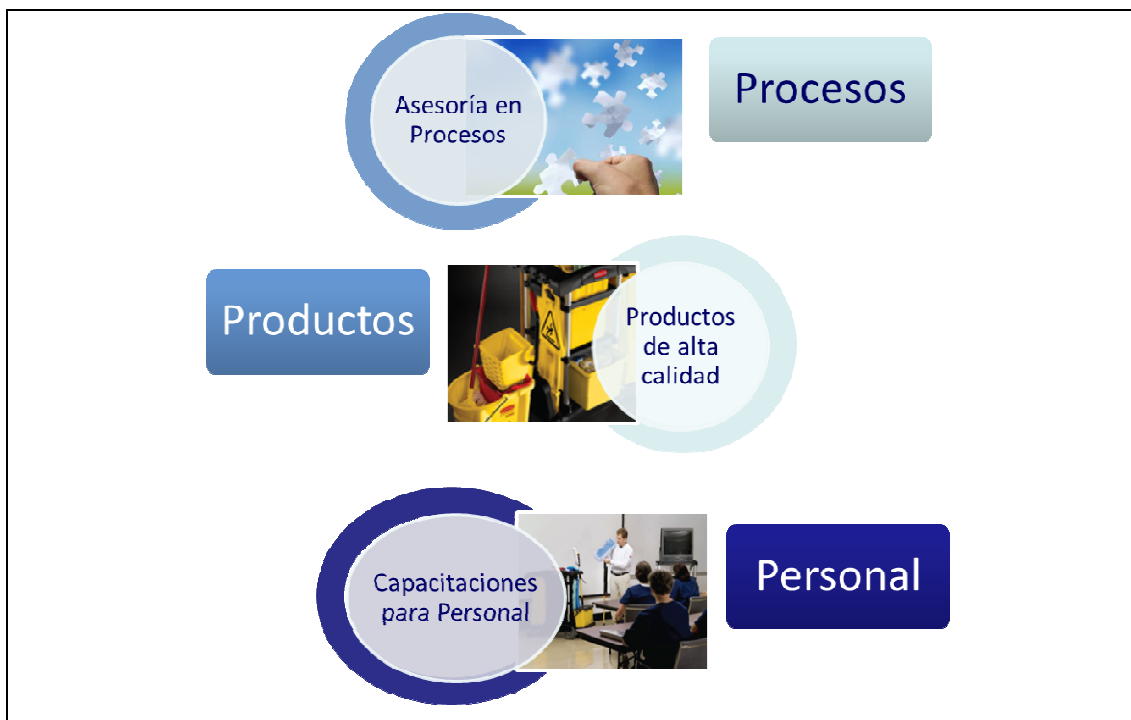 Asesoría en
Procesos
Procesos
Productos
Productos
de alta
calidad
Capacitaciones
para Personal
Personal